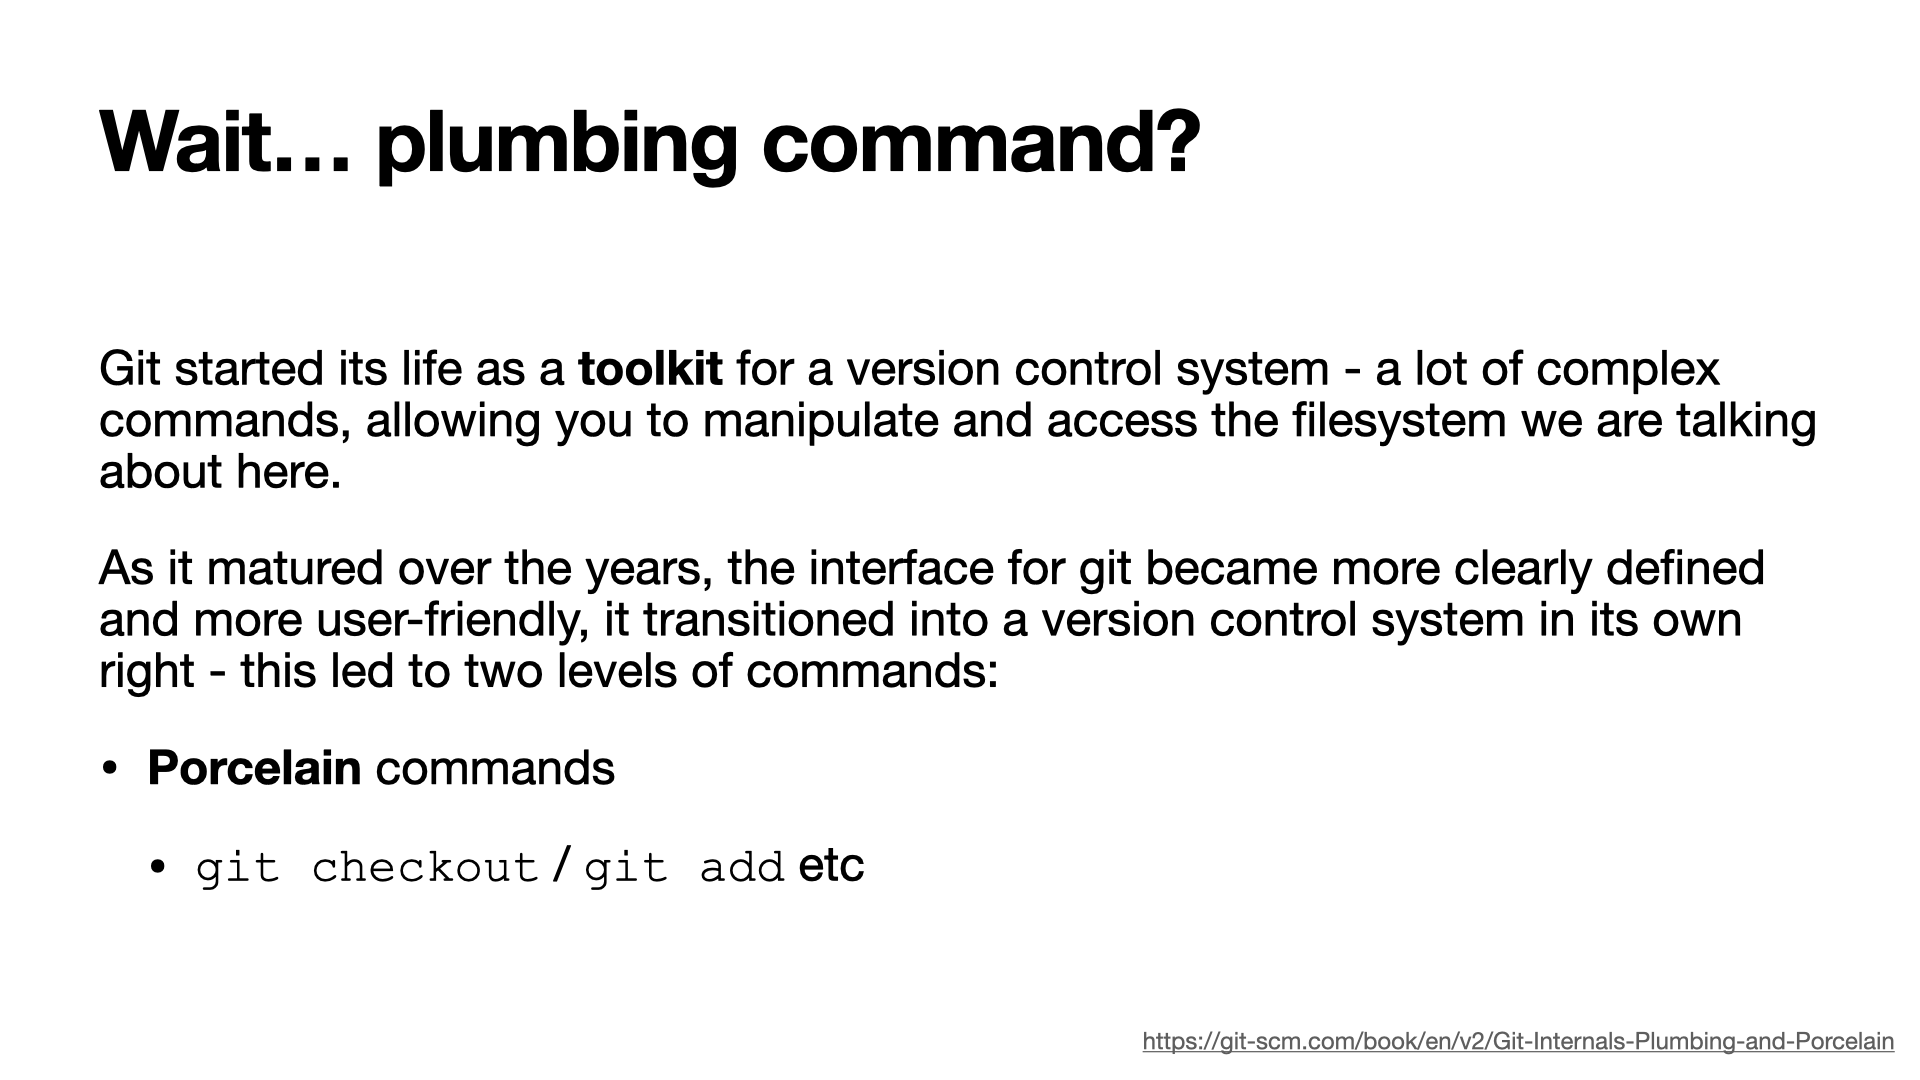 Wait… plumbing command?
Git started its life as a toolkit for a version control system - a lot of complex
commands, allowing you to manipulate and access the filesystem we are talking
about here.
As it matured over the years, the interface for git became more clearly defined
and more user-friendly, it transitioned into a version control system in its own
right - this led to two levels of commands:
• Porcelain commands
• git checkout / git add etc
https://git-scm.com/book/en/v2/Git-Internals-Plumbing-and-Porcelain